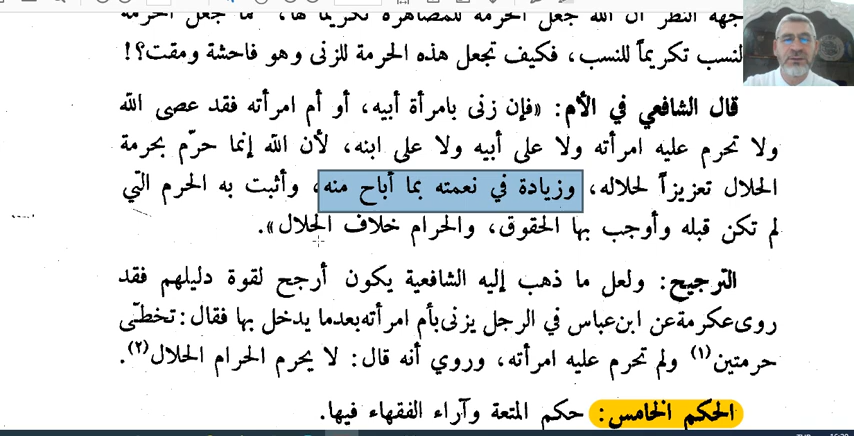 جهة النظر أن الله جعل الحرمة للمصاهرة تكريماً لها، كما جعل الحرمة
للنسب تكريماً للنسب، فكيف تجعل هذه الحرمة للزنى وهو فاحشة ومقت؟!
قال الشافعي في الأم: «فإن زنى بامرأة أبيه، أو أم امرأته فقد عصى الله
ولا تحرم عليه امرأته ولا على أبيه ولا على ابنه، لأن الله إنما حرّم بحرمة
الحلال تعزيزاً لحلاله، وزيادة في نعمته بما أباح منه، وأثبت به الحرم التي
لم تكن قبله وأوجب بها الحقوق، والحرام خلاف الحلال».
الترجيح: ولعل ما ذهب إليه الشافعية يكون أرجح لقوة دليلهم فقد
روى عكرمة عن ابن عباس في الرجل يزنى بأم امرأته بعدما يدخل بها فقال: تخطّى
حرمتين(١) ولم تحرم عليه امرأته، وروي أنه قال: لا يحرم الحرام الحلال(٢).
الحكم الخامس: حكم المتعة وآراء الفقهاء فيها.